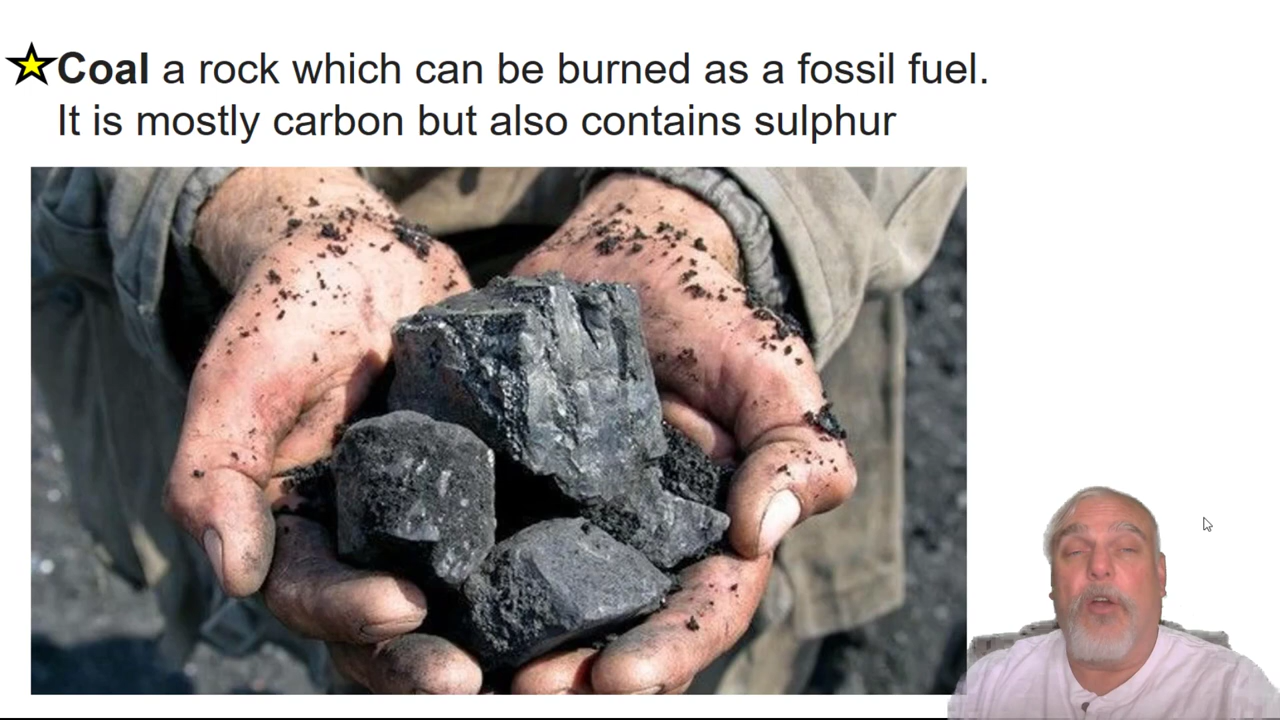 Coal a rock which can be burned as a fossil fuel.
It is mostly carbon but also contains sulphur